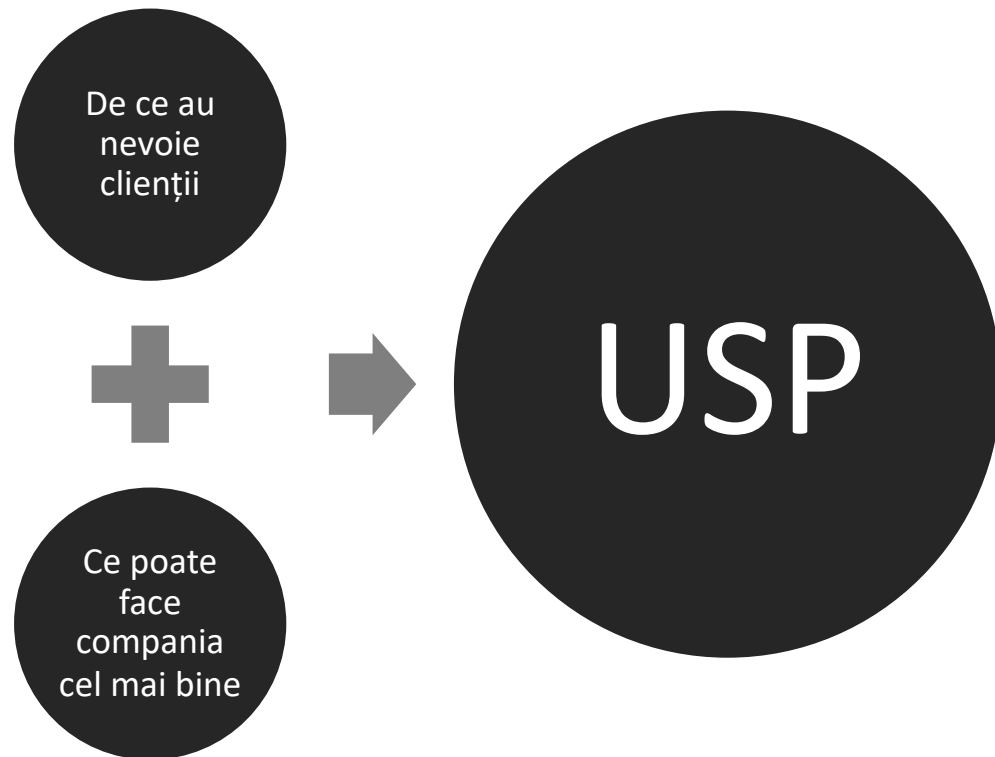 De ce au
nevoie
clienții
Ce poate
face
compania
cel mai bine
USP